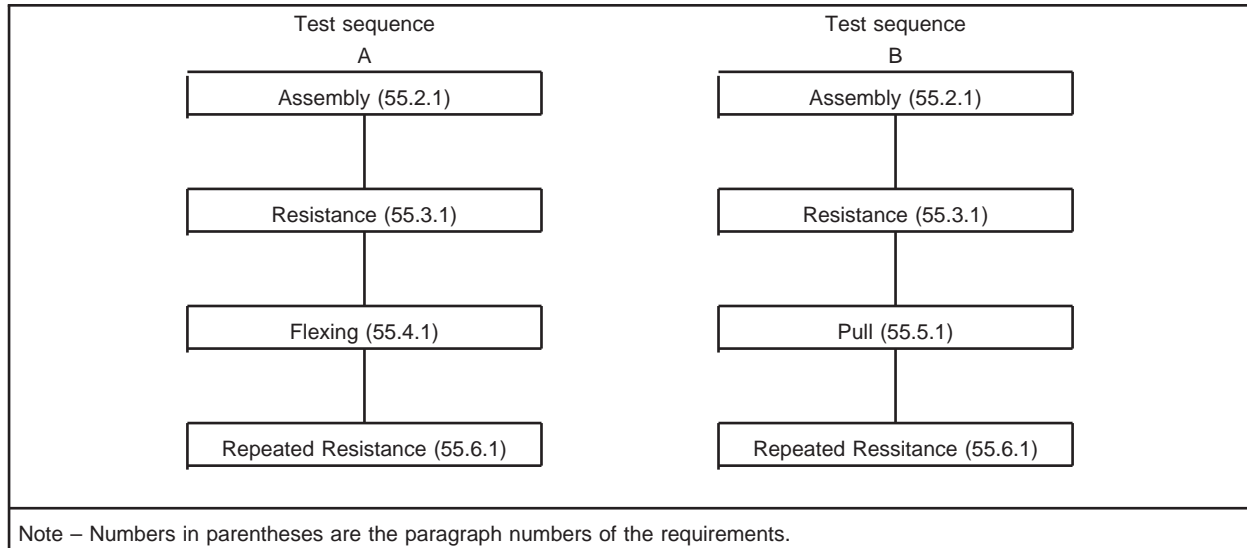 Test sequence
A
Assembly (55.2.1)
Resistance (55.3.1)
Flexing (55.4.1)
Repeated Resistance (55.6.1)
Test sequence
B
Assembly (55.2.1)
Resistance (55.3.1)
Pull (55.5.1)
Repeated Ressitance (55.6.1)
Note – Numbers in parentheses are the paragraph numbers of the requirements.